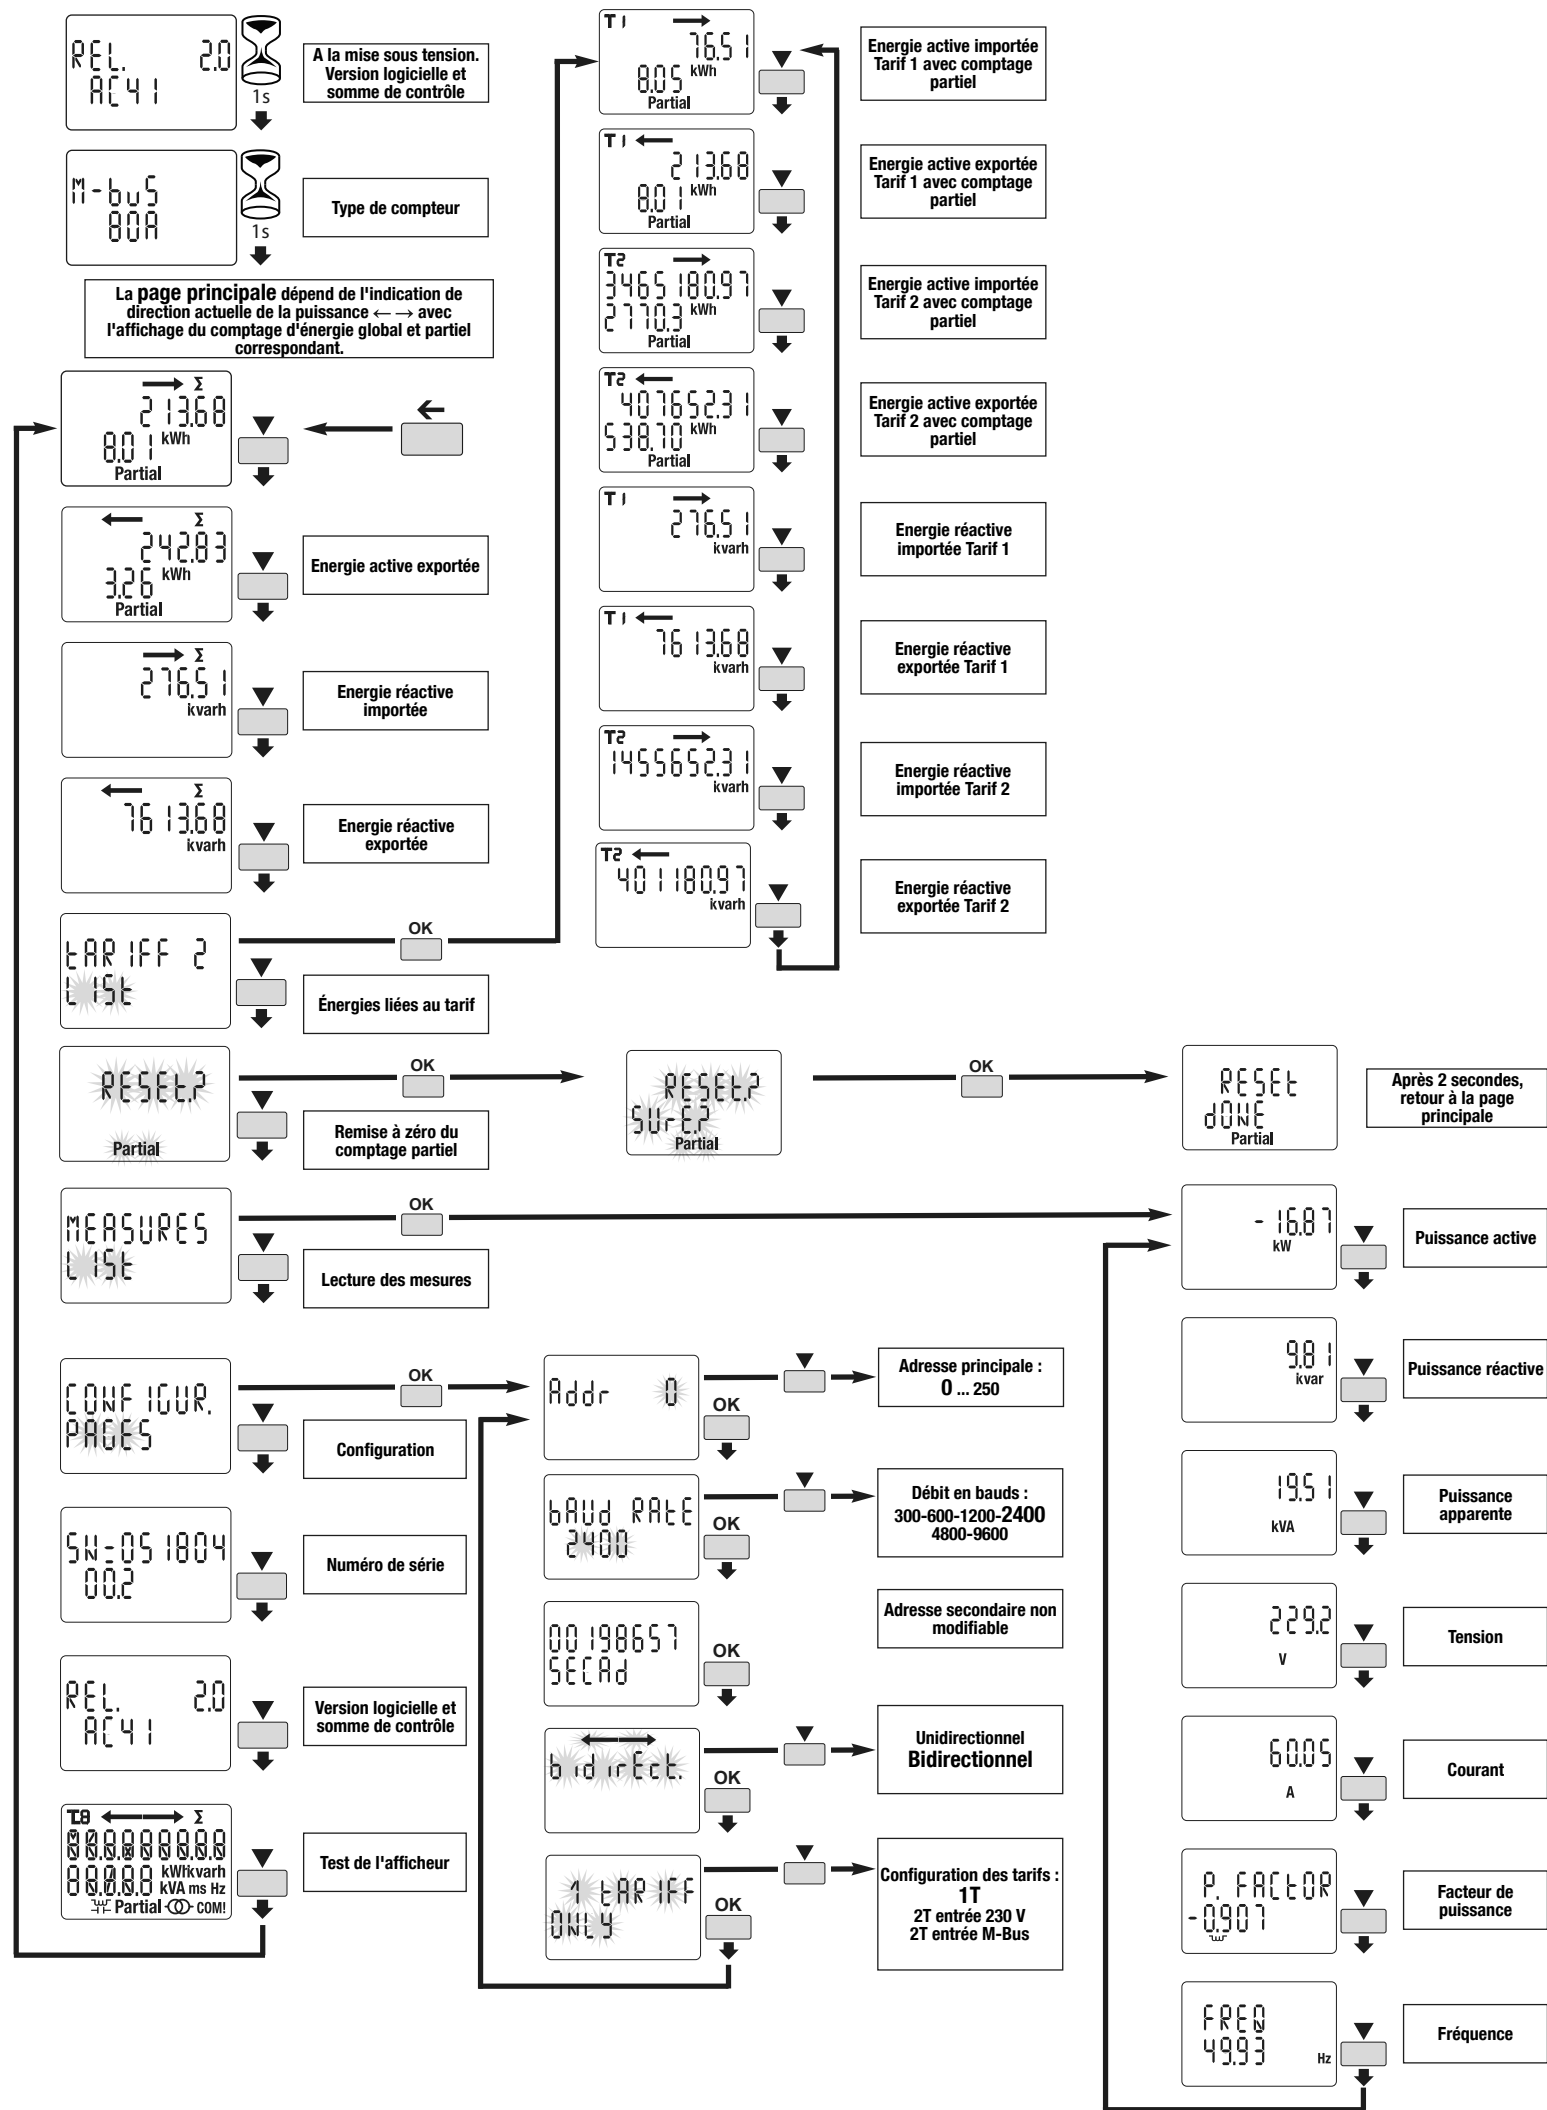 REL. 2.0
AC41
1s
A la mise sous tension.
Version logicielle et
somme de contrôle
M-buS
80A
1s
Type de compteur
La page principale dépend de l'indication de
direction actuelle de la puissance ←→ avec
l'affichage du comptage d'énergie global et partiel
correspondant.
→ Σ
213.68
8.01 kWh
Partial
←
← Σ
242.83
3.26 kWh
Partial
Energie active exportée
→ Σ
276.51
kvarh
Energie réactive
importée
← Σ
7613.68
kvarh
Energie réactive
exportée
tARIFF 2
LISt
OK
Énergies liées au tarif
T1 →
76.51
8.05 kWh
Partial
Energie active importée
Tarif 1 avec comptage
partiel
T1 ←
213.68
8.01 kWh
Partial
Energie active exportée
Tarif 1 avec comptage
partiel
T2 →
3465180.97
2770.3 kWh
Partial
Energie active importée
Tarif 2 avec comptage
partiel
T2 ←
407652.31
538.70 kWh
Partial
Energie active exportée
Tarif 2 avec comptage
partiel
T1 →
276.51
kvarh
Energie réactive
importée Tarif 1
T1 ←
7613.68
kvarh
Energie réactive
exportée Tarif 1
T2 →
1455652.31
kvarh
Energie réactive
importée Tarif 2
T2 ←
401180.97
kvarh
Energie réactive
exportée Tarif 2
RESEt.?
Partial
OK
Remise à zéro du
comptage partiel
RESEt.?
SUrE.?
Partial
OK
RESEt
dONE
Partial
Après 2 secondes,
retour à la page
principale
MEASURES
LISt
OK
Lecture des mesures
-16.87
kW
Puissance active
9.81
kvar
Puissance réactive
19.51
kVA
Puissance
apparente
229.2
V
Tension
60.05
A
Courant
P. FACtOR
-0.907
Facteur de
puissance
FREQ
49.93 Hz
Fréquence
CONFIGUR.
PAGES
OK
Configuration
Addr 0
OK
Adresse principale :
0 ... 250
bAUd RAtE
2400
OK
Débit en bauds :
300-600-1200-2400
4800-9600
00198657
SECAd
OK
Adresse secondaire non
modifiable
←→
bidirEct.
OK
Unidirectionnel
Bidirectionnel
1 tARIFF
ONLY
OK
Configuration des tarifs :
1T
2T entrée 230 V
2T entrée M-Bus
SN-051804
00.2
Numéro de série
REL. 2.0
AC41
Version logicielle et
somme de contrôle
T.8 ←→ Σ
kWhkvarh
kVA ms Hz
Partial COM!
Test de l'afficheur